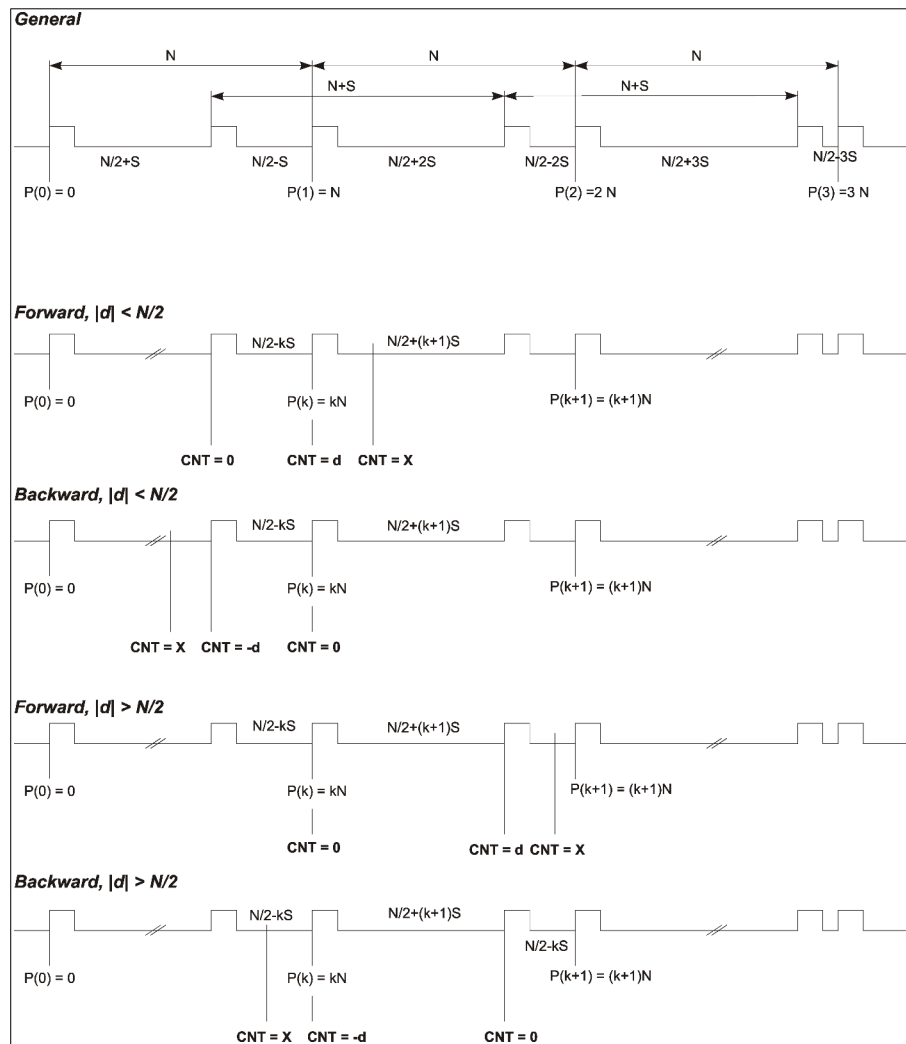 General
N N N
N+S N+S
N/2+S N/2-S N/2+2S N/2-2S N/2+3S N/2-3S
P(0) = 0 P(1) = N P(2) =2 N P(3) =3 N
Forward, |d| < N/2
N/2-kS N/2+(k+1)S
P(0) = 0 P(k) = kN P(k+1) = (k+1)N
CNT = 0 CNT = d CNT = X
Backward, |d| < N/2
N/2-kS N/2+(k+1)S
P(0) = 0 P(k) = kN P(k+1) = (k+1)N
CNT = X CNT = -d CNT = 0
Forward, |d| > N/2
N/2-kS N/2+(k+1)S
P(0) = 0 P(k) = kN P(k+1) = (k+1)N
CNT = 0 CNT = d CNT = X
Backward, |d| > N/2
N/2-kS N/2+(k+1)S
N/2-kS
P(0) = 0 P(k) = kN P(k+1) = (k+1)N
CNT = X CNT = -d CNT = 0